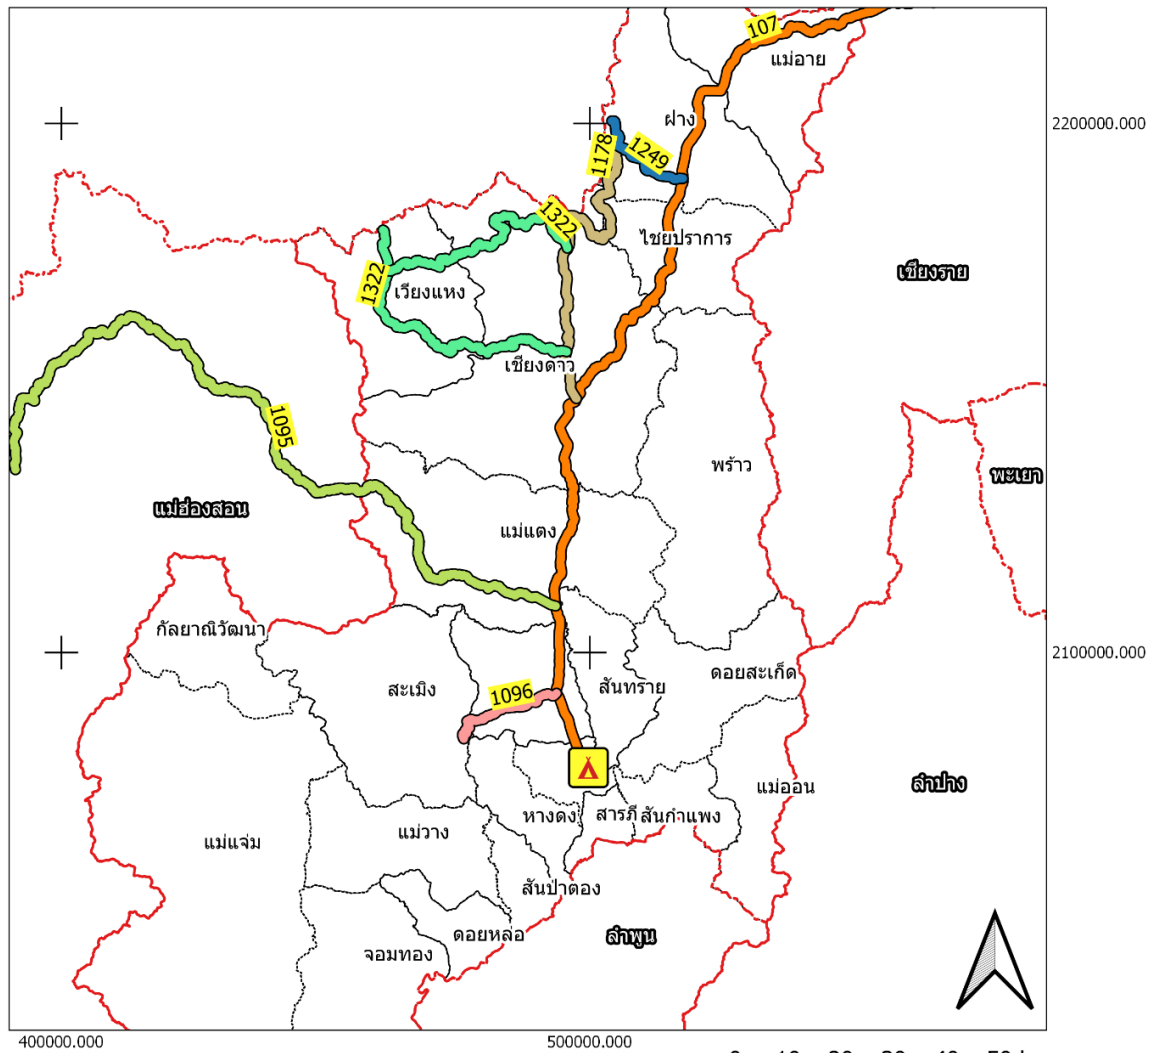 107
แม่อาย
ฝาง
2200000.000
1178
1249
1322
ไชยปราการ
เชียงราย
1322
เวียงแหง
เชียงดาว
1095
พร้าว
พะเยา
แม่ฮ่องสอน
แม่แตง
กัลยาณิวัฒนา
2100000.000
สะเมิง
1096
สันทราย
ดอยสะเก็ด
แม่ออน
ลำปาง
หางดง
สารภี
สันกำแพง
แม่วาง
แม่แจ่ม
สันป่าตอง
ดอยหล่อ
ลำพูน
จอมทอง
400000.000
500000.000